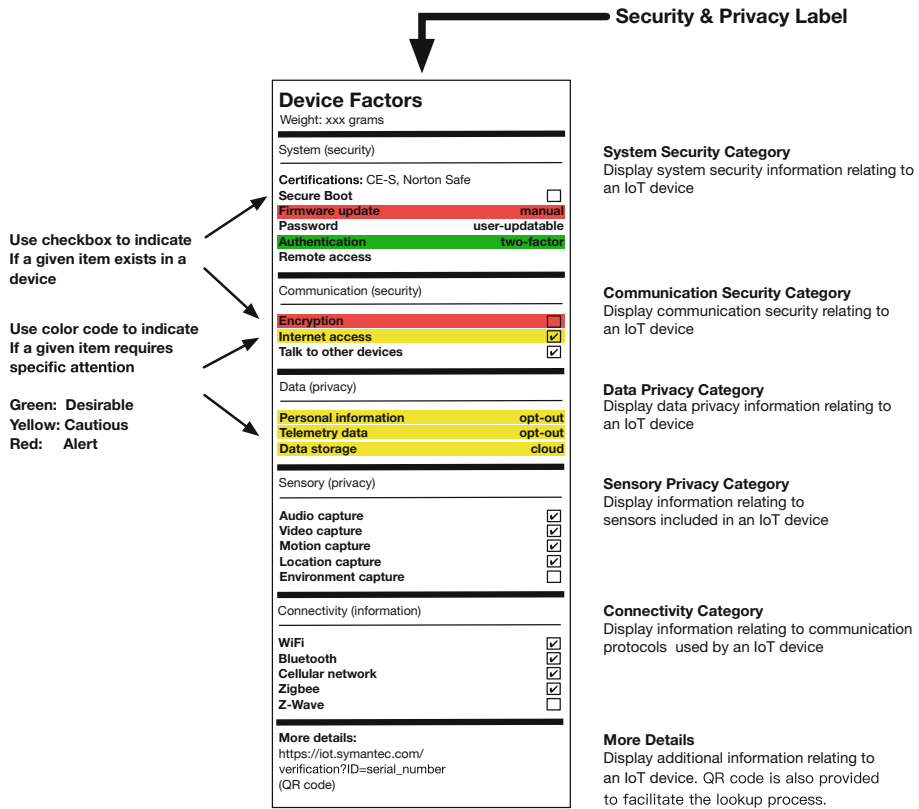 Security & Privacy Label
Device Factors
Weight: xxx grams
System (security)
Certifications: CE-S, Norton Safe
Secure Boot
Firmware update manual
Password user-updatable
Authentication two-factor
Remote access
Communication (security)
Encryption
Internet access
Talk to other devices
Data (privacy)
Personal information opt-out
Telemetry data opt-out
Data storage cloud
Sensory (privacy)
Audio capture
Video capture
Motion capture
Location capture
Environment capture
Connectivity (information)
WiFi
Bluetooth
Cellular network
Zigbee
Z-Wave
More details:
https://iot.symantec.com/
verification?ID=serial_number
(QR code)
Use checkbox to indicate
If a given item exists in a
device
Use color code to indicate
If a given item requires
specific attention
Green: Desirable
Yellow: Cautious
Red: Alert
System Security Category
Display system security information relating to
an IoT device
Communication Security Category
Display communication security relating to
an IoT device
Data Privacy Category
Display data privacy information relating to
an IoT device
Sensory Privacy Category
Display information relating to
sensors included in an IoT device
Connectivity Category
Display information relating to communication
protocols used by an IoT device
More Details
Display additional information relating to
an IoT device. QR code is also provided
to facilitate the lookup process.